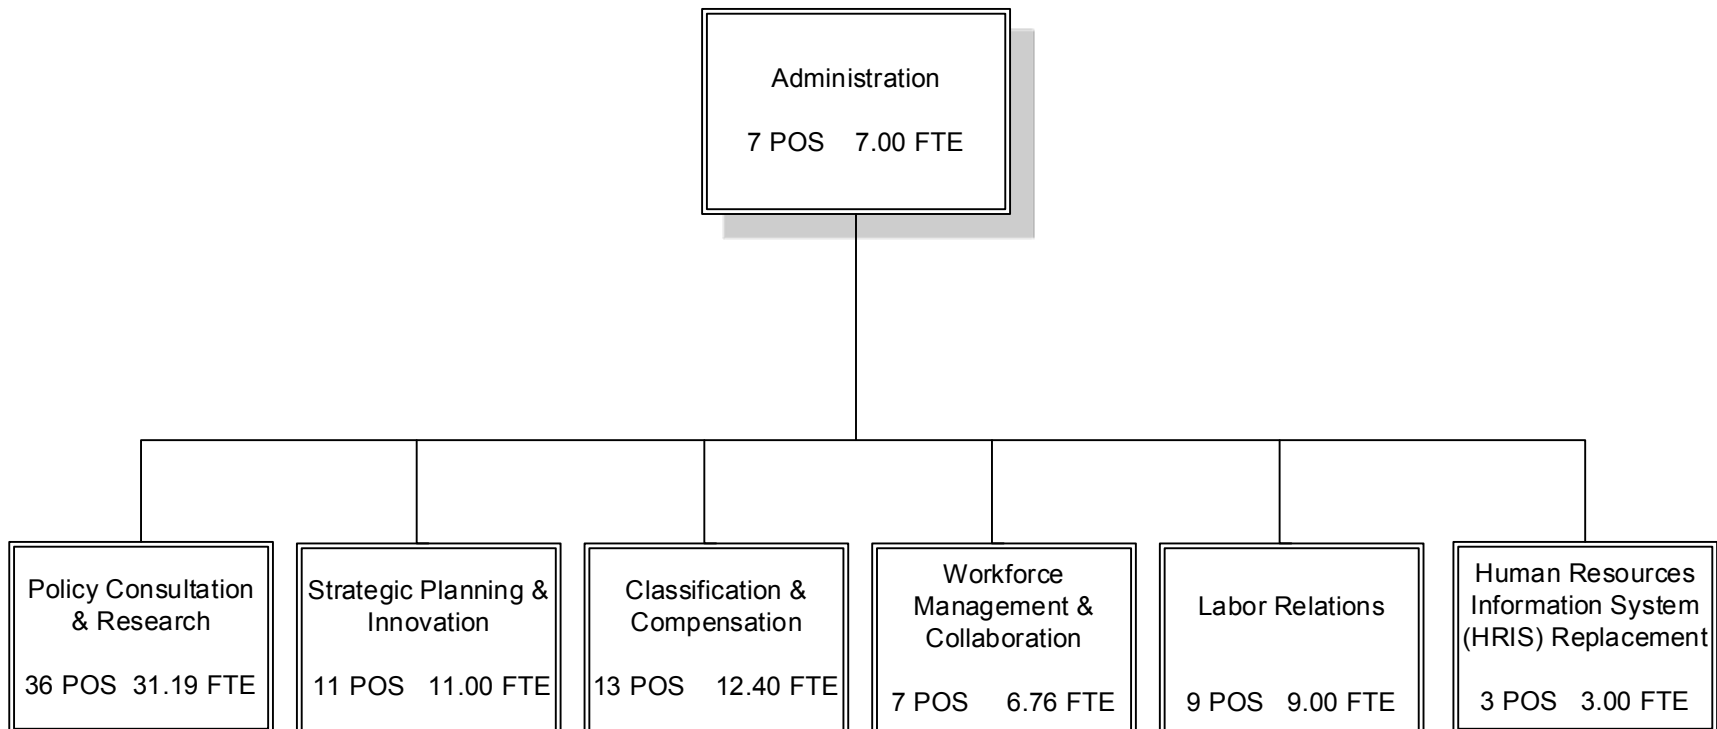 Administration
7 POS 7.00 FTE
Policy Consultation
& Research
36 POS 31.19 FTE
Strategic Planning &
Innovation
11 POS 11.00 FTE
Classification &
Compensation
13 POS 12.40 FTE
Workforce
Management &
Collaboration
7 POS 6.76 FTE
Labor Relations
9 POS 9.00 FTE
Human Resources
Information System
(HRIS) Replacement
3 POS 3.00 FTE